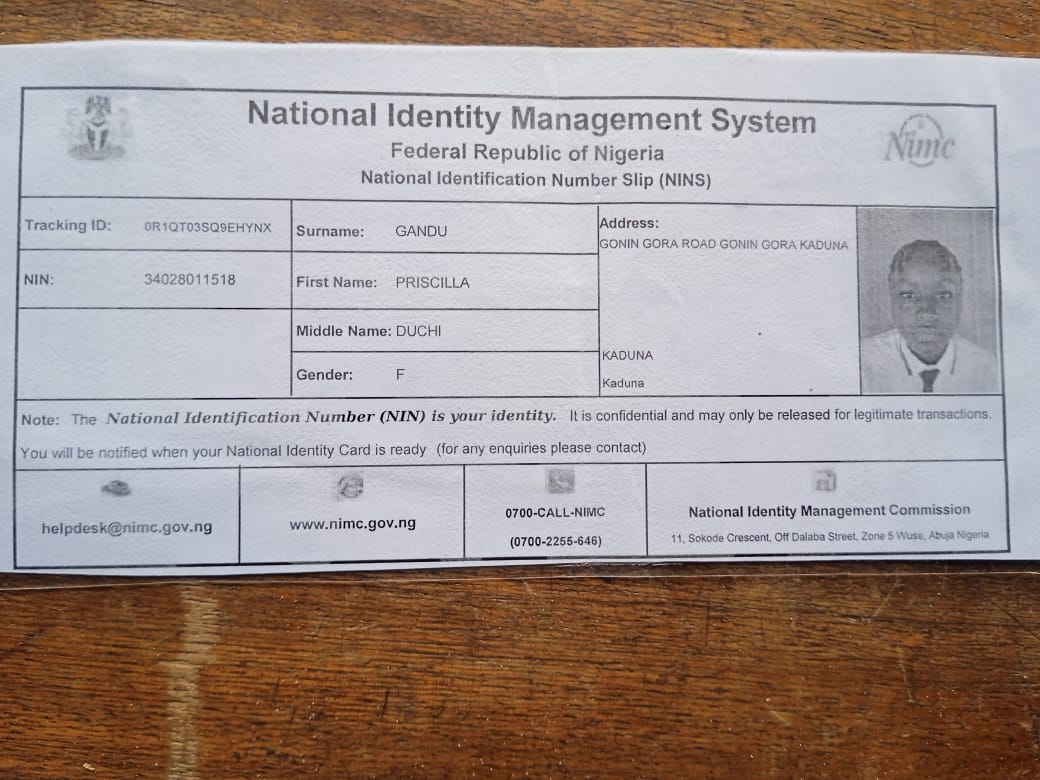 National Identity Management System
Federal Republic of Nigeria
National Identification Number Slip (NINS)
Nimc
Tracking ID: 0R1QT03SQ9EHYNX
NIN: 34028011518
Surname: GANDU
First Name: PRISCILLA
Middle Name: DUCHI
Gender: F
Address:
GONIN GORA ROAD GONIN GORA KADUNA
KADUNA
Kaduna
Note: The National Identification Number (NIN) is your identity. It is confidential and may only be released for legitimate transactions.
You will be notified when your National Identity Card is ready (for any enquiries please contact)
helpdesk@nimc.gov.ng
www.nimc.gov.ng
0700-CALL-NIMC
(0700-2255-646)
National Identity Management Commission
11, Sokode Crescent, Off Dalaba Street, Zone 5 Wuse, Abuja Nigeria